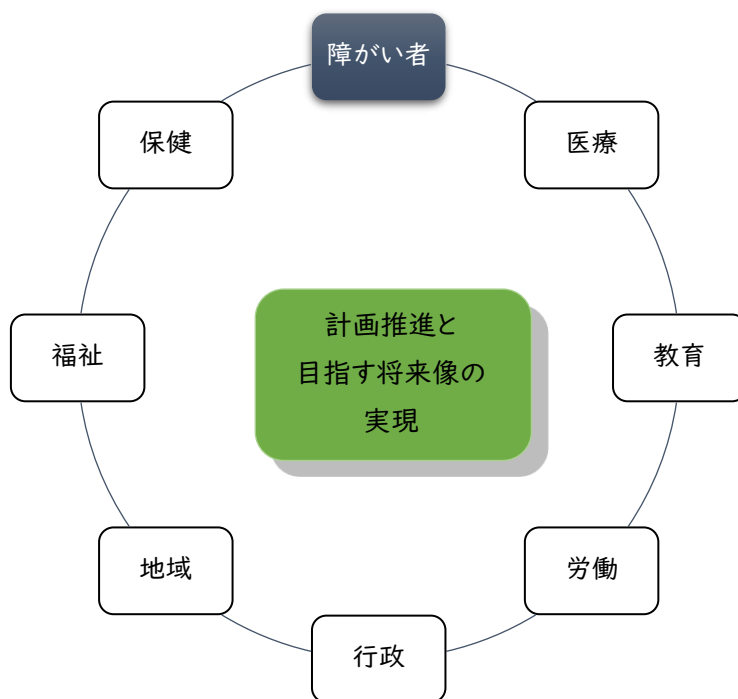 障がい者
保健
医療
計画推進と
目指す将来像の
実現
福祉
教育
地域
労働
行政